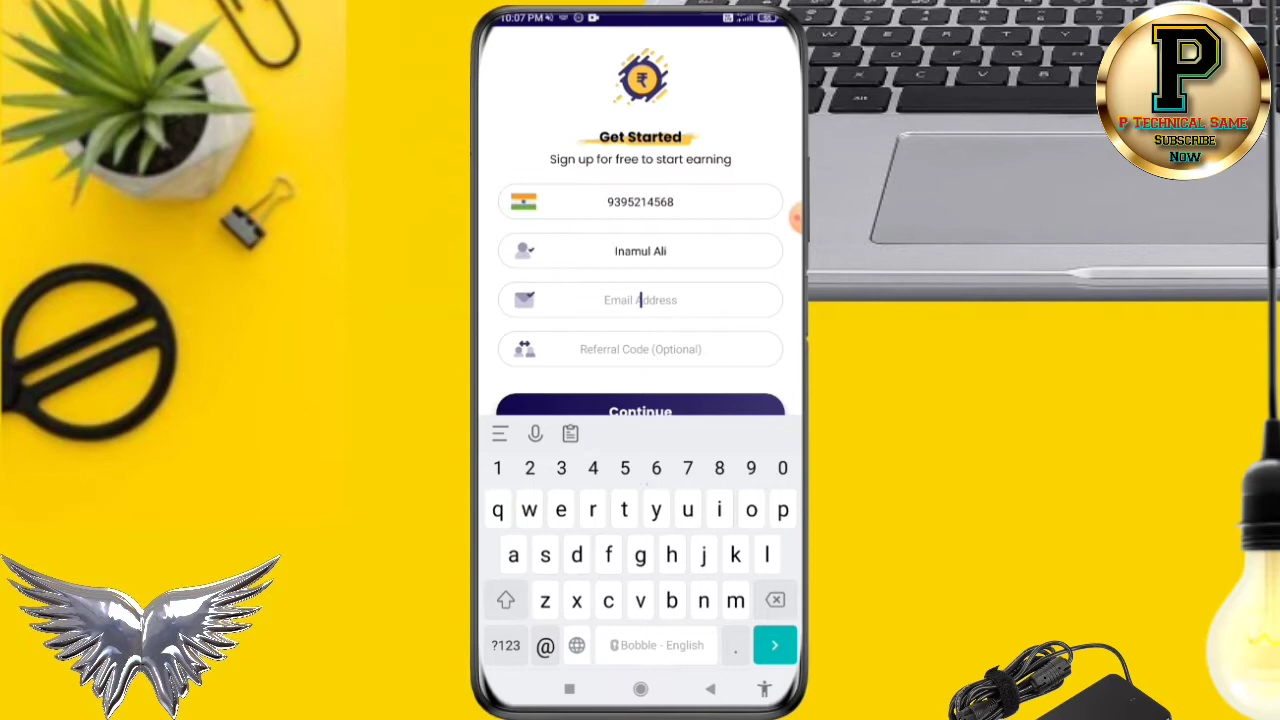 10:07 PM
₹
Get Started
Sign up for free to start earning
9395214568
Inamul Ali
Email Address
Referral Code (Optional)
Continue
1 2 3 4 5 6 7 8 9 0
q w e r t y u i o p
a s d f g h j k l
z x c v b n m
?123 @ Bobble - English .
P
P Technical Same
Subscribe
Now
alt